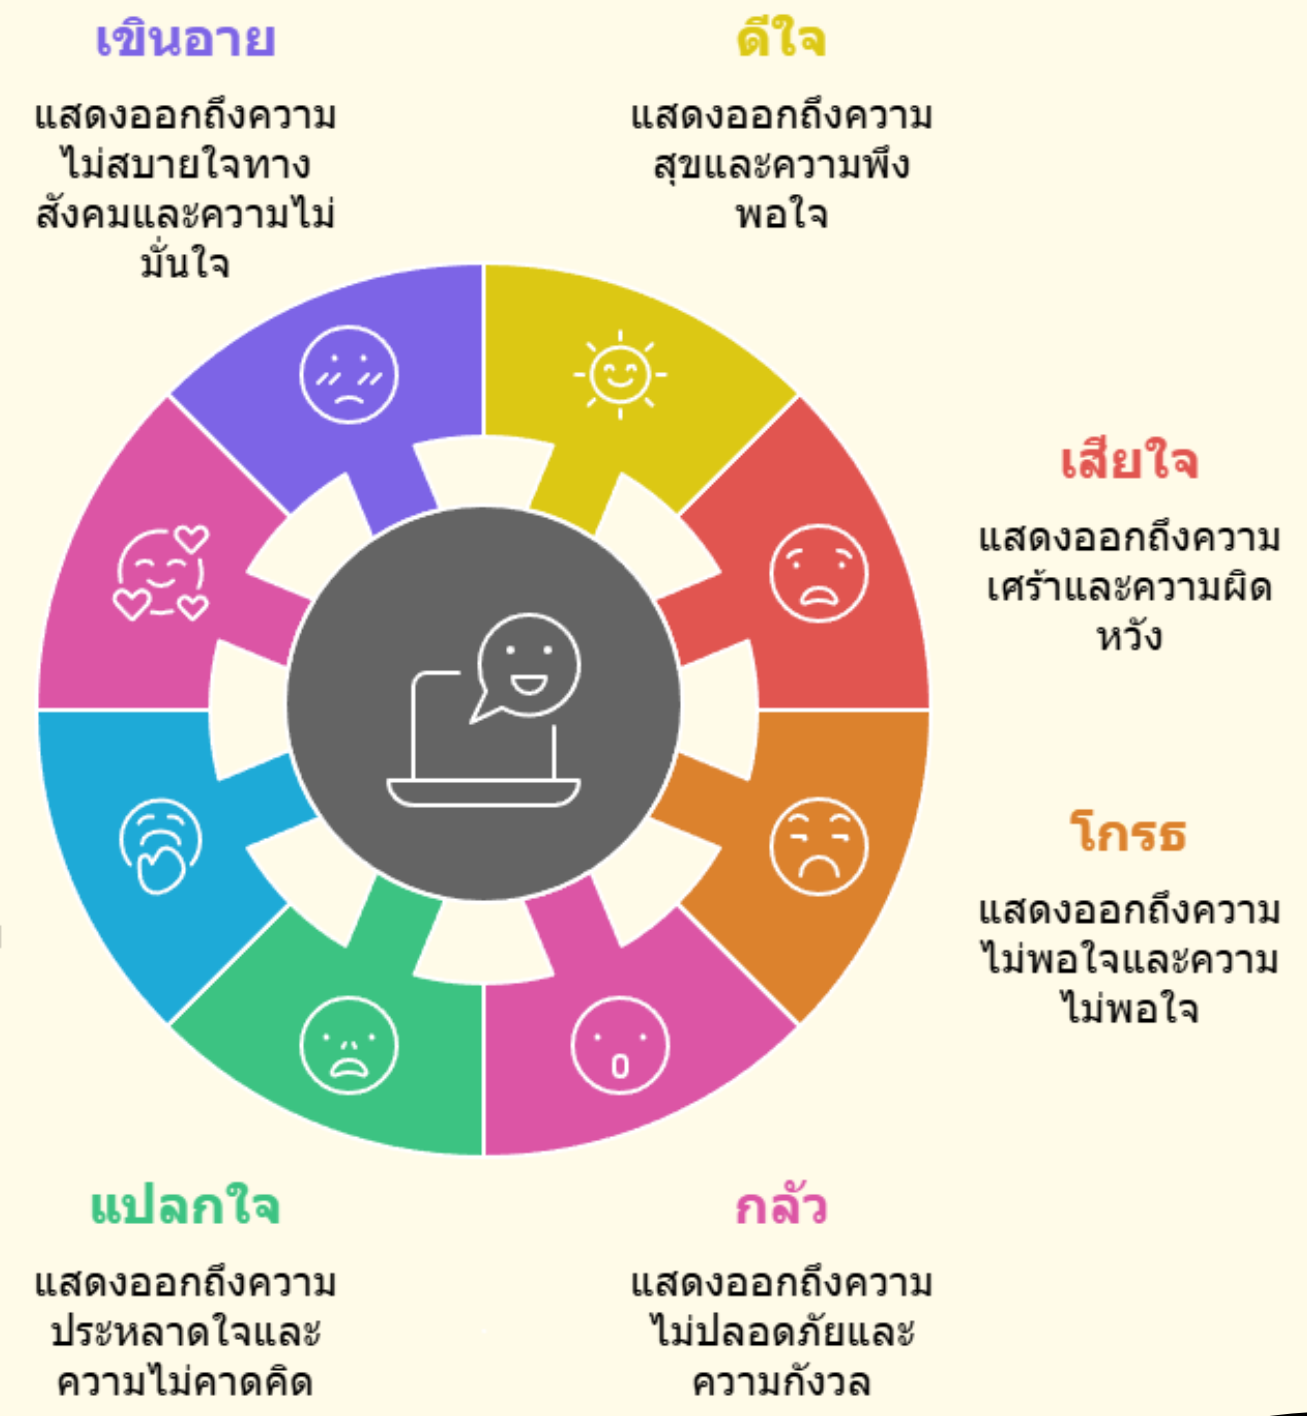 เขินอาย
แสดงออกถึงความ
ไม่สบายใจทาง
สังคมและความไม่
มั่นใจ
ดีใจ
แสดงออกถึงความ
สุขและความพึง
พอใจ
เสียใจ
แสดงออกถึงความ
เศร้าและความผิด
หวัง
โกรธ
แสดงออกถึงความ
ไม่พอใจและความ
ไม่พอใจ
กลัว
แสดงออกถึงความ
ไม่ปลอดภัยและ
ความกังวล
แปลกใจ
แสดงออกถึงความ
ประหลาดใจและ
ความไม่คาดคิด